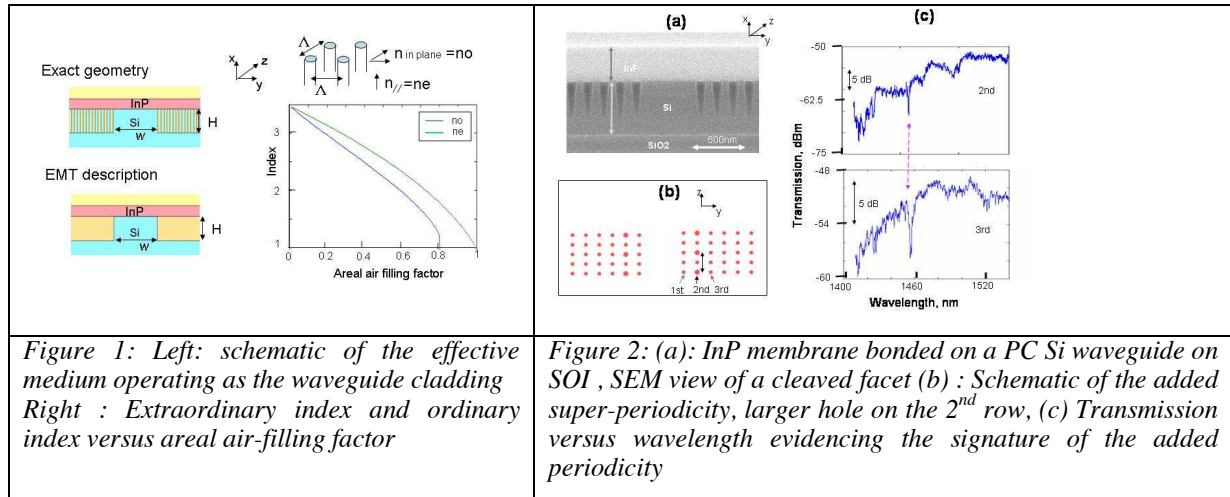 Exact geometry
InP
Si
w
H
EMT description
InP
Si
w
H
x
z
y
Λ
Λ
n in plane =no
n// =ne
no
ne
Index
3
2
1
0
0.2
0.4
0.6
0.8
1
Areal air filling factor
(a)
x
z
y
InP
Si
SiO2
500nm
(b)
z
y
1st
2nd
3rd
(c)
-50
5 dB
-62.5
2nd
-75
-48
5 dB
-54
3rd
-60
Transmission, dBm
1400
1460
1520
Wavelength, nm
Figure 1: Left: schematic of the effective
medium operating as the waveguide cladding
Right : Extraordinary index and ordinary
index versus areal air-filling factor
Figure 2: (a): InP membrane bonded on a PC Si waveguide on
SOI , SEM view of a cleaved facet (b) : Schematic of the added
super-periodicity, larger hole on the 2nd row, (c) Transmission
versus wavelength evidencing the signature of the added
periodicity